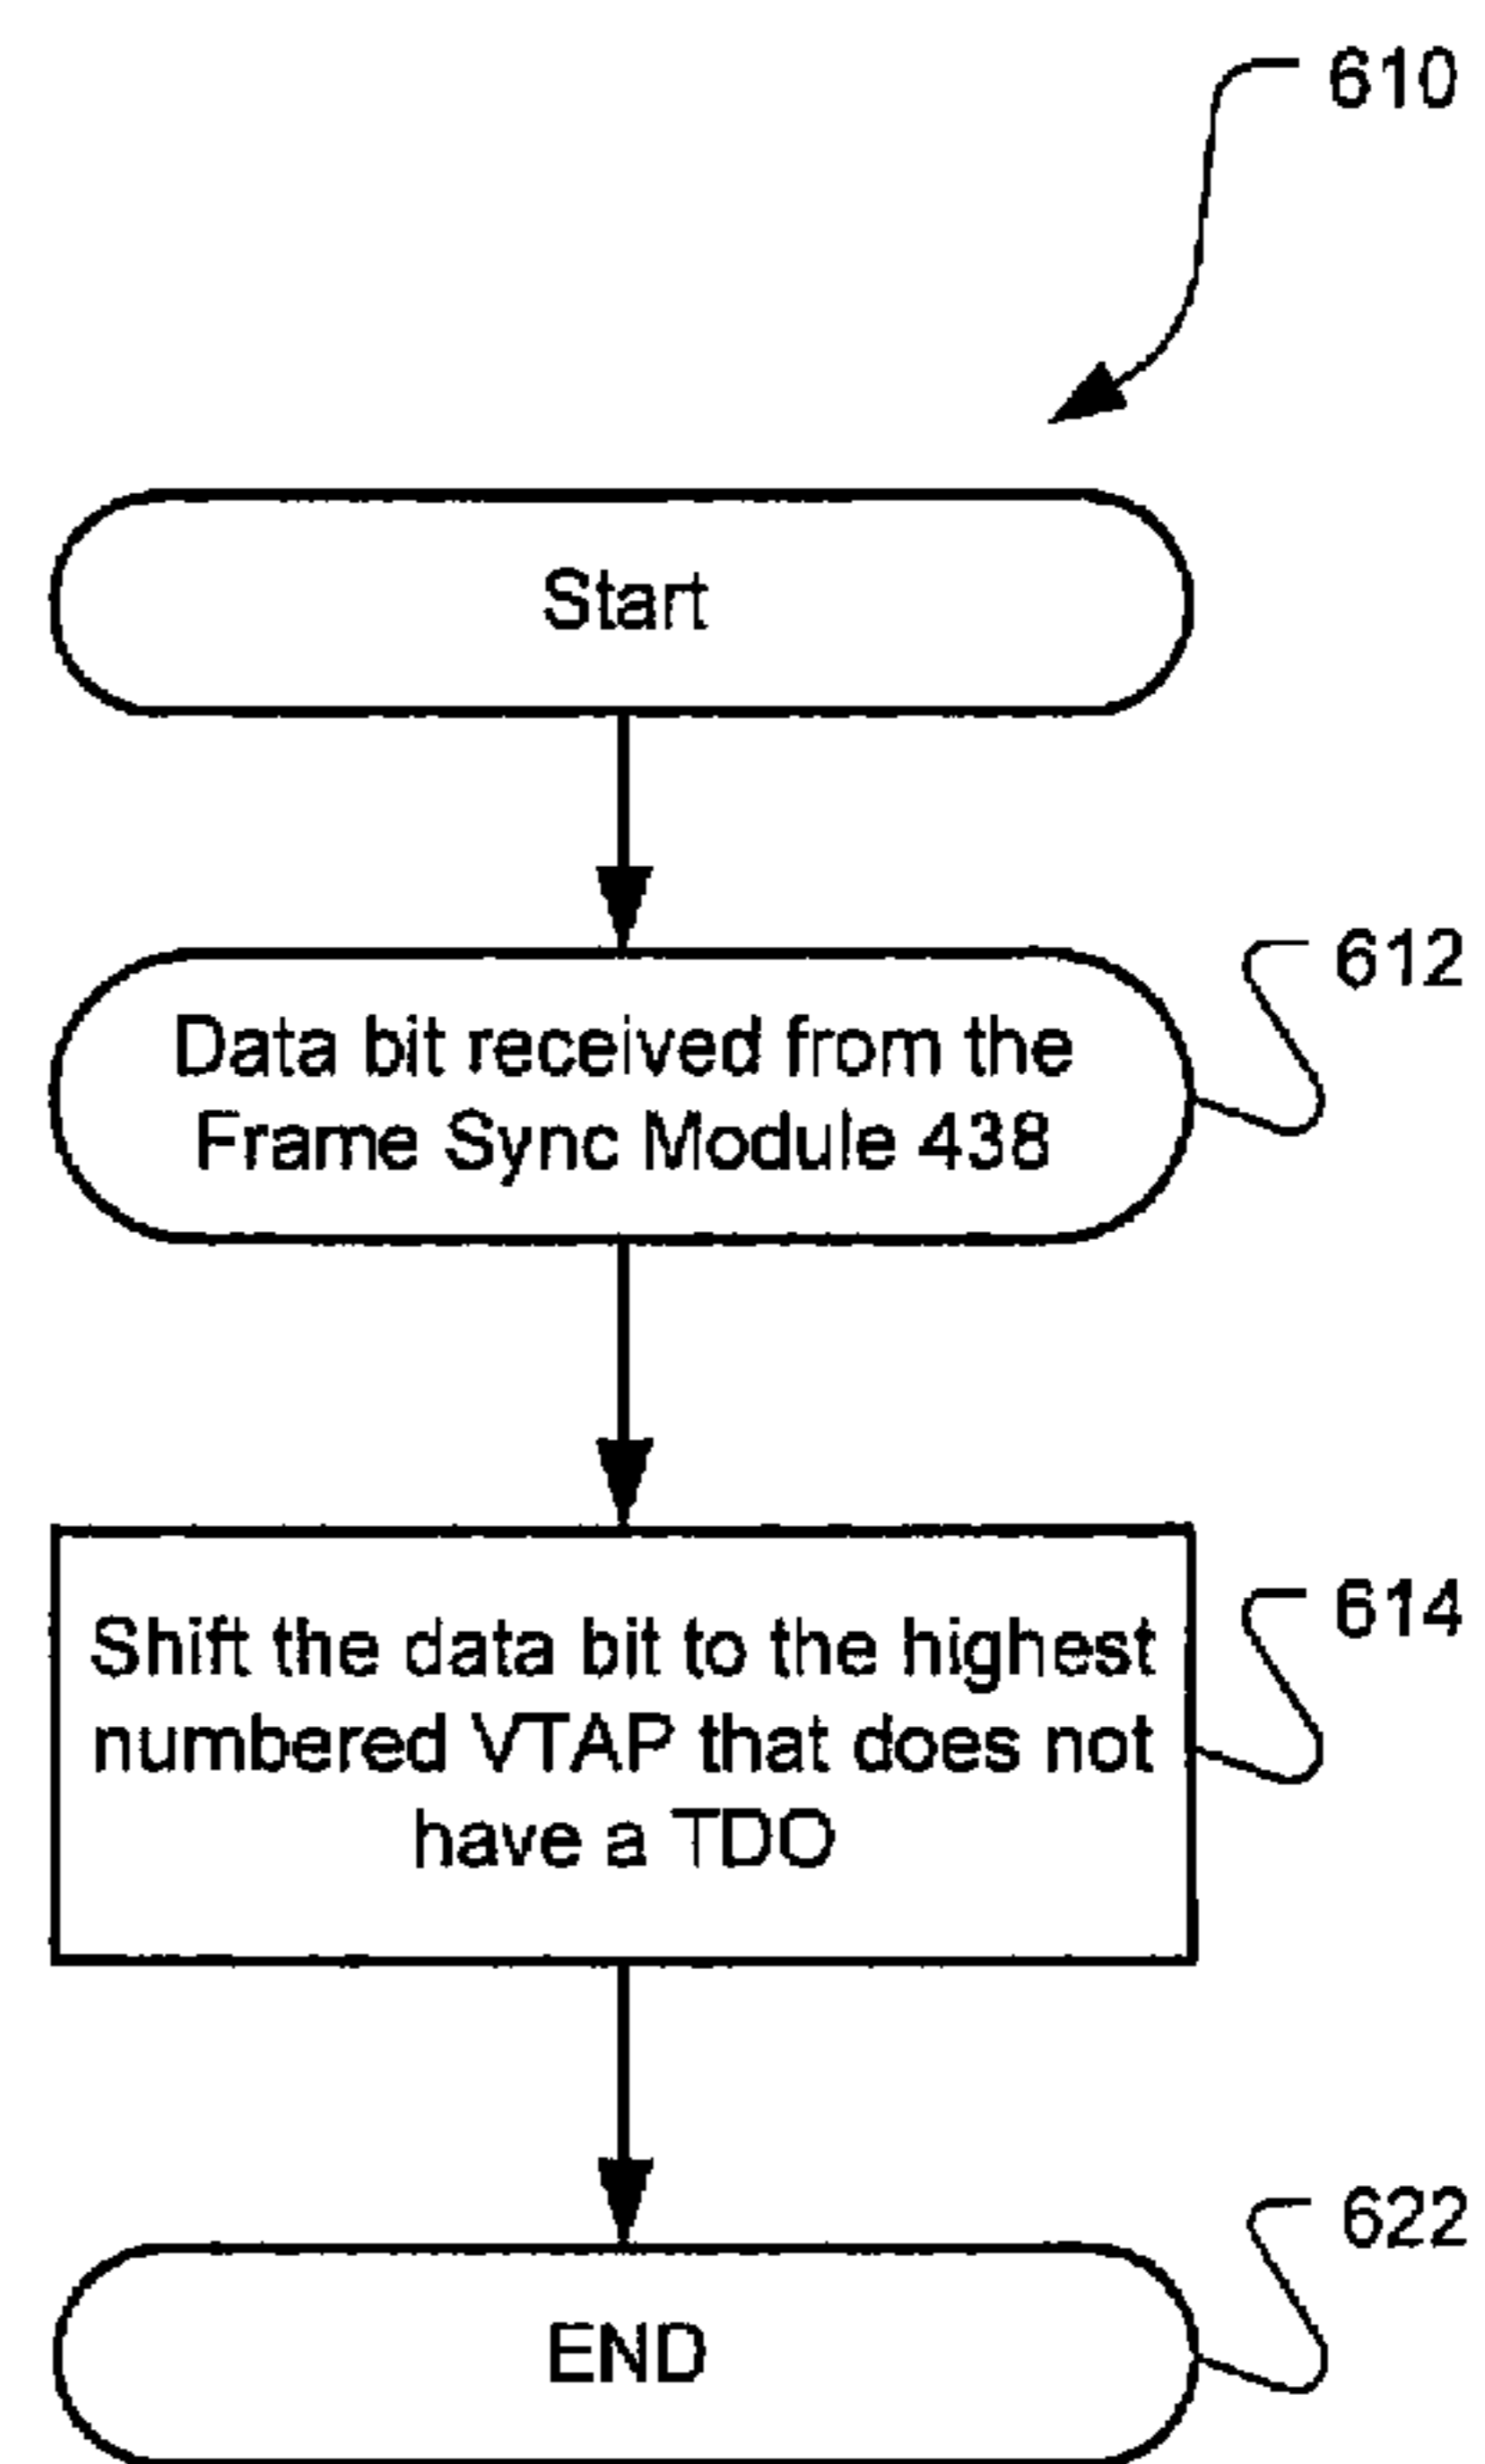 610
Start
612
Data bit received from the
Frame Sync Module 438
614
Shift the data bit to the highest
numbered VTAP that does not
have a TDO
622
END